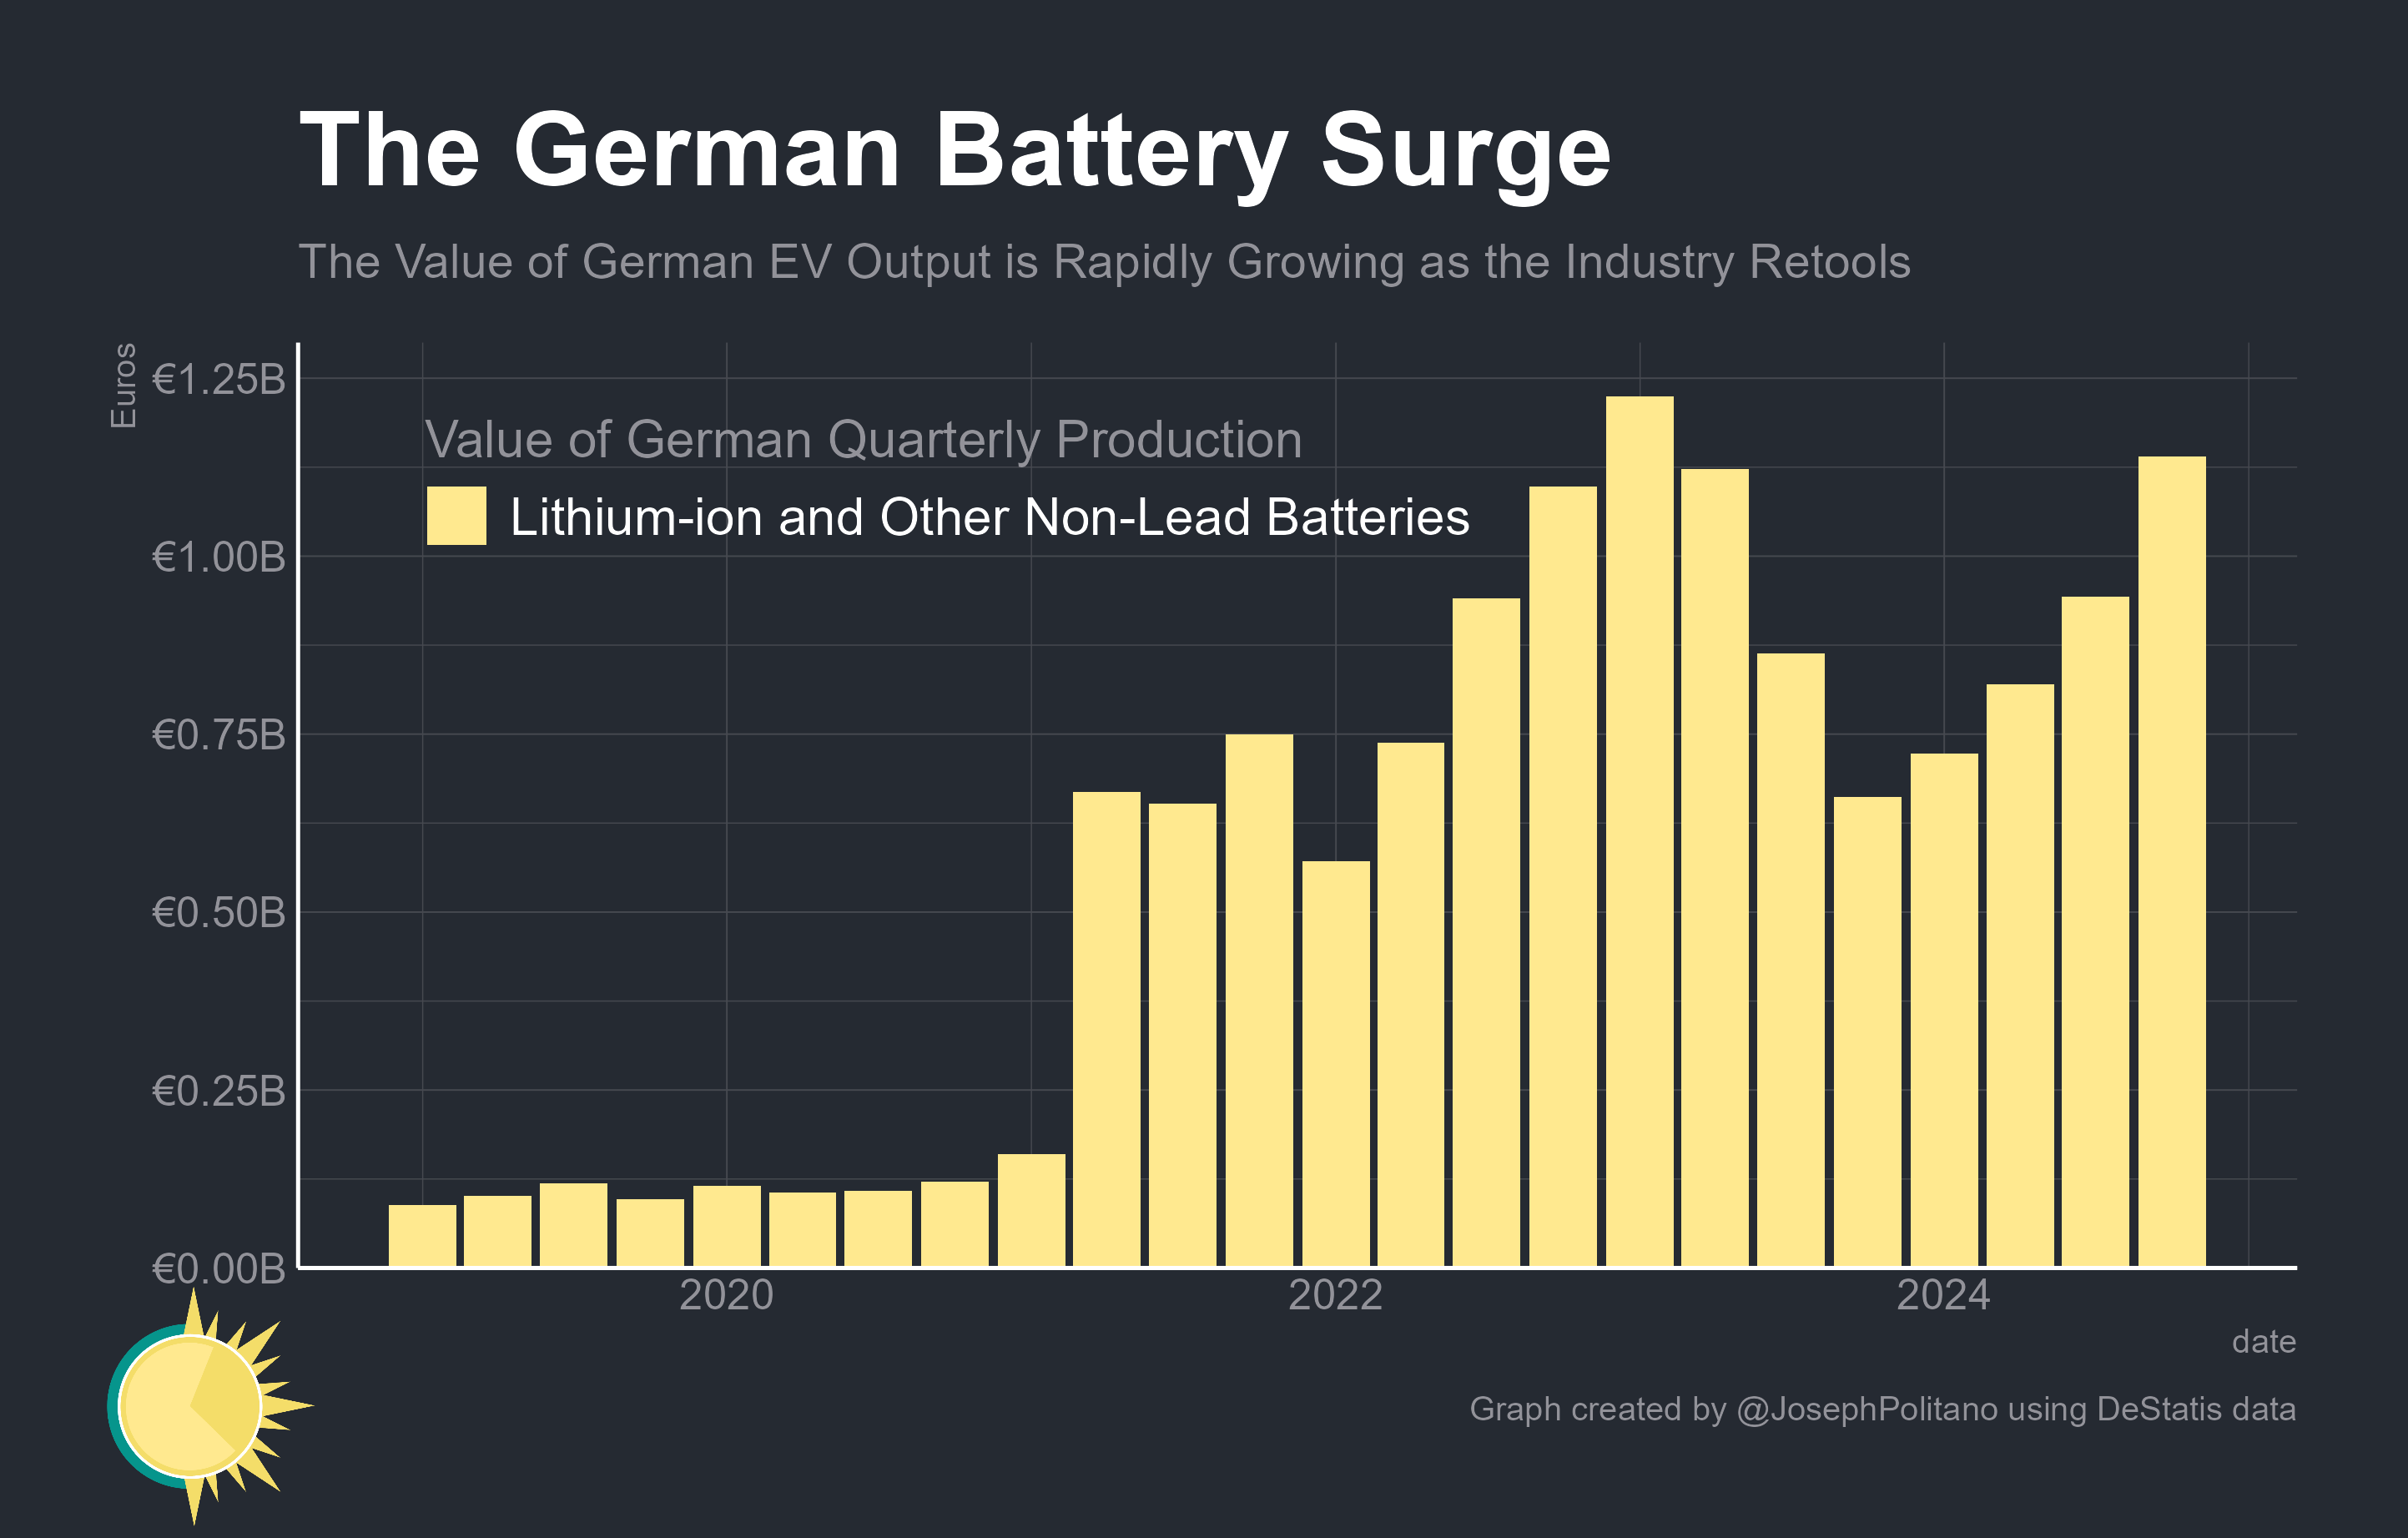 The German Battery Surge
The Value of German EV Output is Rapidly Growing as the Industry Retools
Euros
€1.25B
Value of German Quarterly Production
Lithium-ion and Other Non-Lead Batteries
€1.00B
€0.75B
€0.50B
€0.25B
€0.00B
2020 2022 2024
date
Graph created by @JosephPolitano using DeStatis data